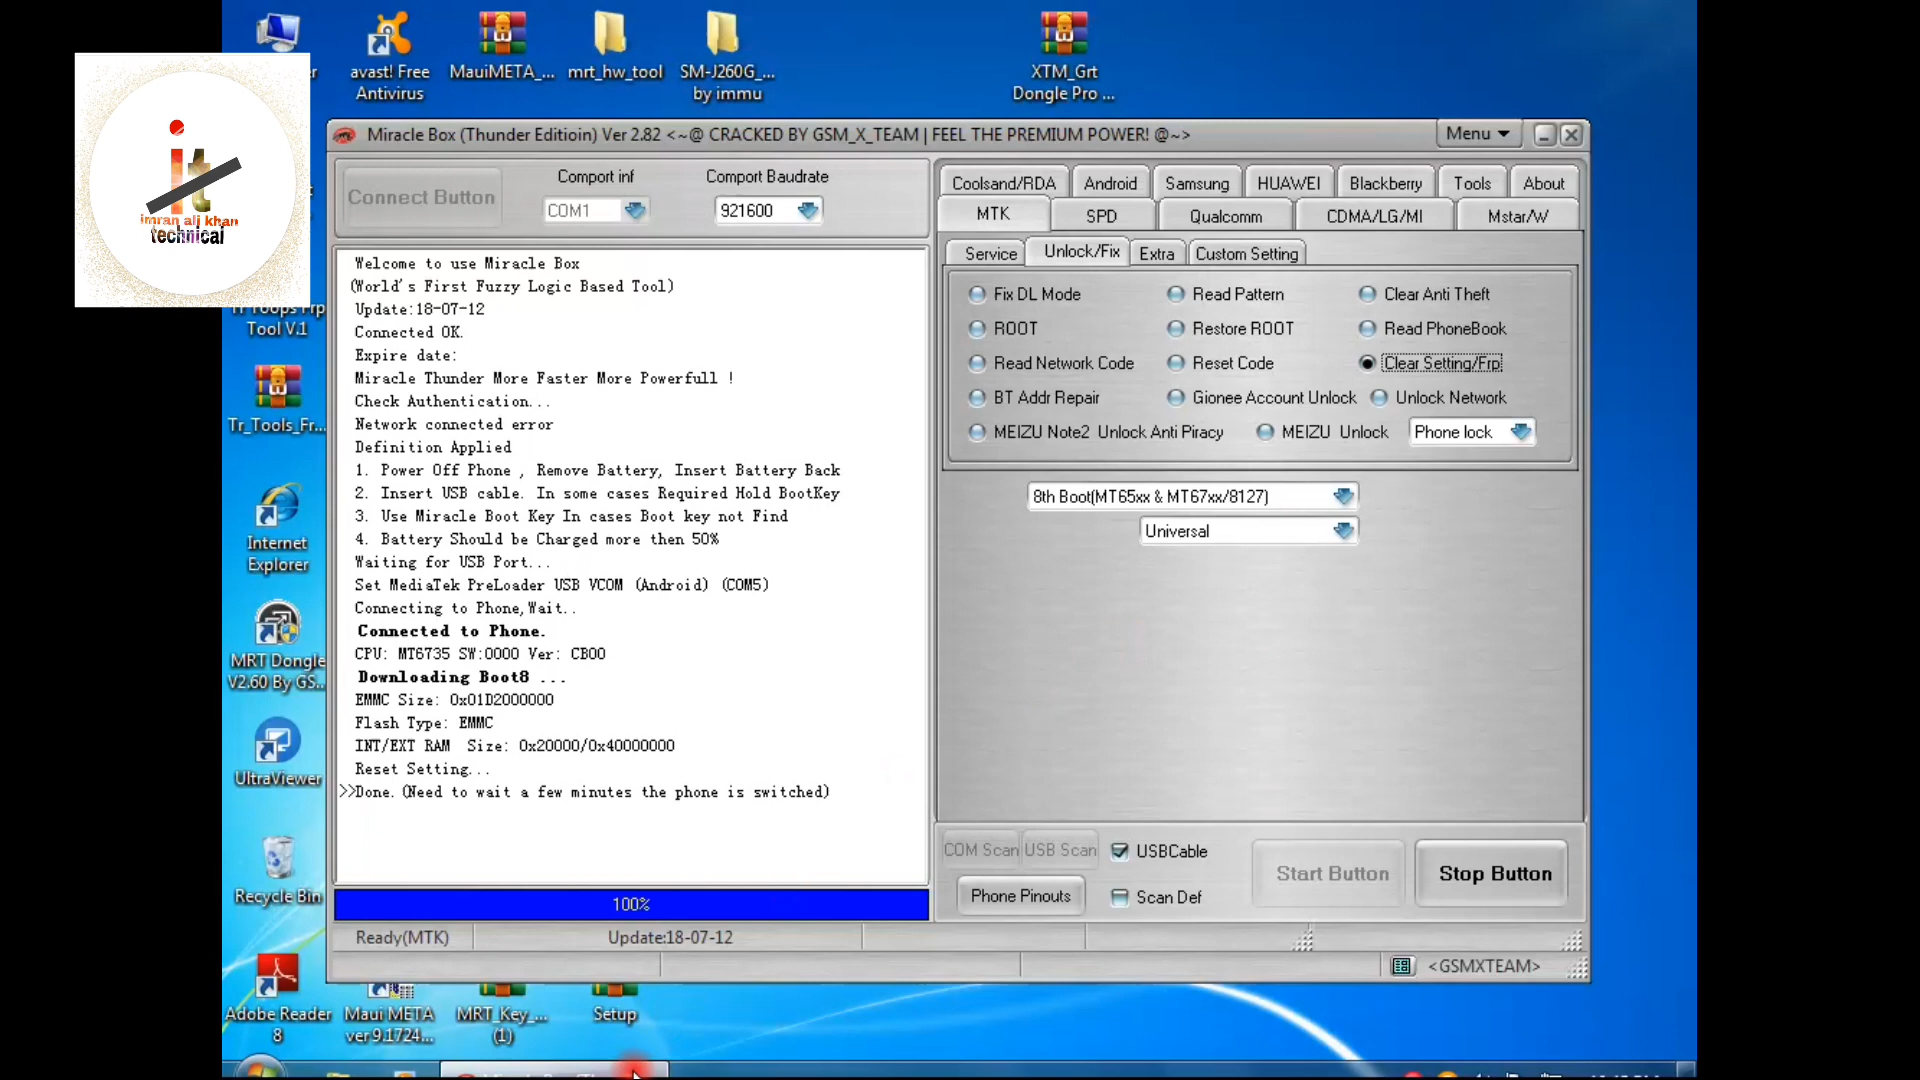 avast! Free
Antivirus
MauiMETA_...
mrt_hw_tool
SM-J260G_...
by immu
XTM_Grt
Dongle Pro ...
it
imran ali khan
technical
Tool V.1
Tr_Tools_Fr...
Internet
Explorer
MRT Dongle
V2.60 By GS...
UltraViewer
Recycle Bin
Adobe Reader
8
Maui META
ver 9.1724...
MRT_Key_...
(1)
Setup
Miracle Box (Thunder Editioin) Ver 2.82 <~@ CRACKED BY GSM_X_TEAM | FEEL THE PREMIUM POWER! @~>
Menu
Connect Button
Comport inf
COM1
Comport Baudrate
921600
Welcome to use Miracle Box
(World's First Fuzzy Logic Based Tool)
Update:18-07-12
Connected OK.
Expire date:
Miracle Thunder More Faster More Powerfull !
Check Authentication...
Network connected error
Definition Applied
1. Power Off Phone , Remove Battery, Insert Battery Back
2. Insert USB cable. In some cases Required Hold BootKey
3. Use Miracle Boot Key In cases Boot key not Find
4. Battery Should be Charged more then 50%
Waiting for USB Port...
Set MediaTek PreLoader USB VCOM (Android) (COM5)
Connecting to Phone,Wait..
Connected to Phone.
CPU: MT6735 SW:0000 Ver: CB00
Downloading Boot8 ...
EMMC Size: 0x01D2000000
Flash Type: EMMC
INT/EXT RAM Size: 0x20000/0x40000000
Reset Setting...
>>Done. (Need to wait a few minutes the phone is switched)
100%
Ready(MTK)
Update:18-07-12
Coolsand/RDA
Android
Samsung
HUAWEI
Blackberry
Tools
About
MTK
SPD
Qualcomm
CDMA/LG/MI
Mstar/W
Service
Unlock/Fix
Extra
Custom Setting
Fix DL Mode
Read Pattern
Clear Anti Theft
ROOT
Restore ROOT
Read PhoneBook
Read Network Code
Reset Code
Clear Setting/Frp
BT Addr Repair
Gionee Account Unlock
Unlock Network
MEIZU Note2 Unlock Anti Piracy
MEIZU Unlock
Phone lock
8th Boot(MT65xx & MT67xx/8127)
Universal
COM Scan
USB Scan
USBCable
Phone Pinouts
Scan Def
Start Button
Stop Button
<GSMXTEAM>